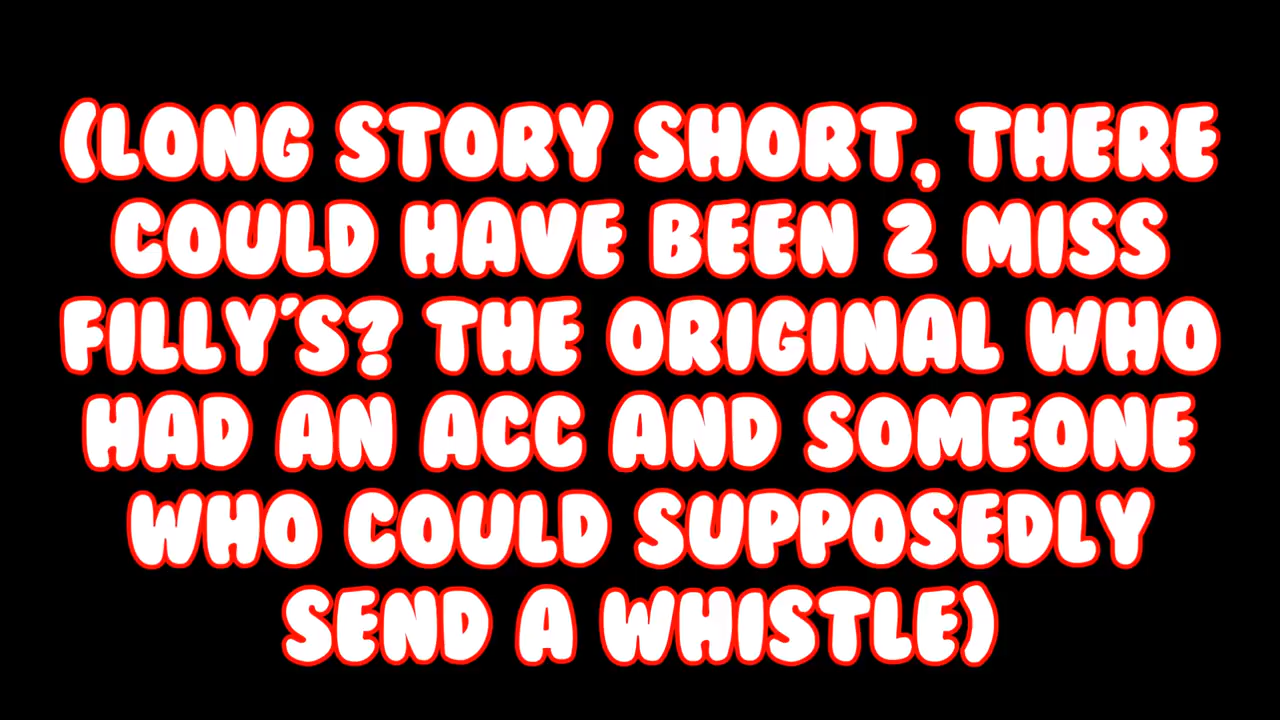 (LONG STORY SHORT, THERE
COULD HAVE BEEN 2 MISS
FILLY'S? THE ORIGINAL WHO
HAD AN ACC AND SOMEONE
WHO COULD SUPPOSEDLY
SEND A WHISTLE)